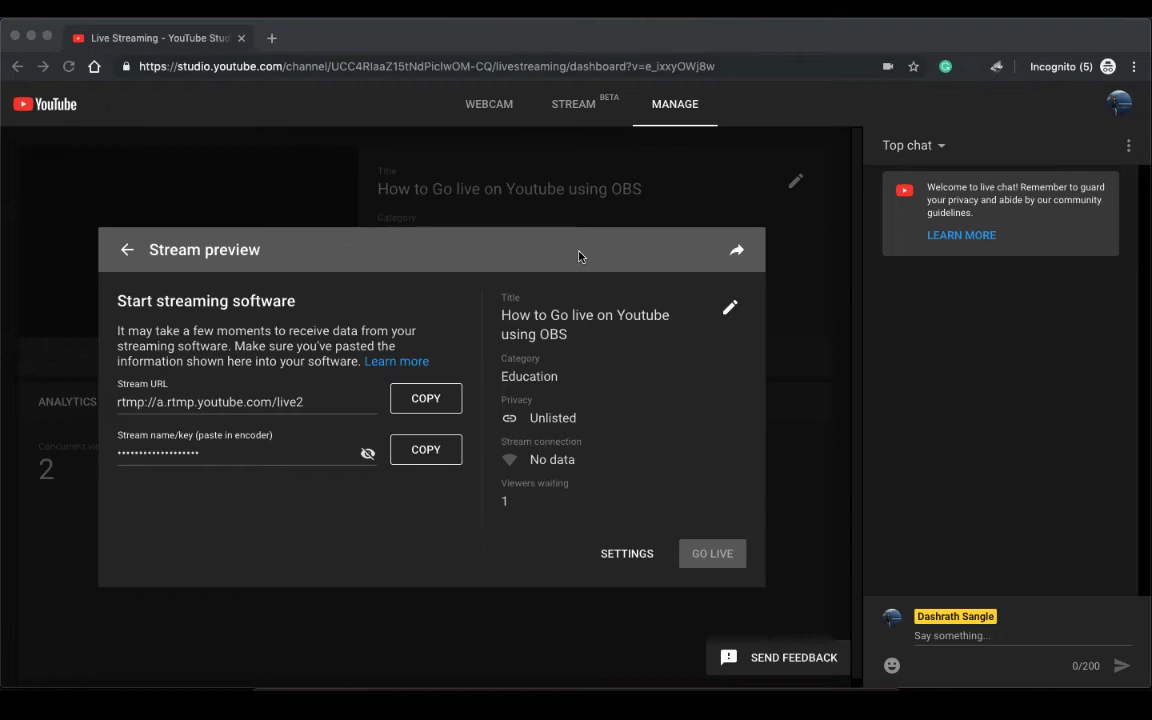 Live Streaming - YouTube Stud
https://studio.youtube.com/channel/UCC4RIaaZ15tNdPicIwOM-CQ/livestreaming/dashboard?v=e_ixxyOWj8w
Incognito (5)
YouTube
WEBCAM
STREAM BETA
MANAGE
Top chat
Title
How to Go live on Youtube using OBS
Category
Welcome to live chat! Remember to guard
your privacy and abide by our community
guidelines.
LEARN MORE
Stream preview
Start streaming software
It may take a few moments to receive data from your
streaming software. Make sure you've pasted the
information shown here into your software. Learn more
Stream URL
rtmp://a.rtmp.youtube.com/live2
COPY
Stream name/key (paste in encoder)
•••••••••••••••••••
COPY
Title
How to Go live on Youtube
using OBS
Category
Education
Privacy
Unlisted
Stream connection
No data
Viewers waiting
1
SETTINGS
GO LIVE
ANALYTICS
Concurrent vie
2
SEND FEEDBACK
Dashrath Sangle
Say something...
0/200